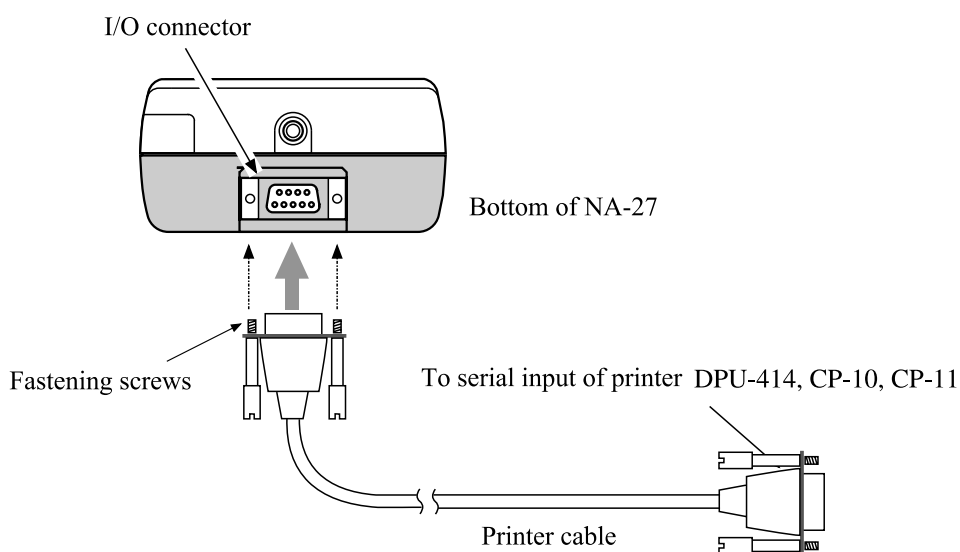 I/O connector
Bottom of NA-27
Fastening screws
To serial input of printer DPU-414, CP-10, CP-11
Printer cable